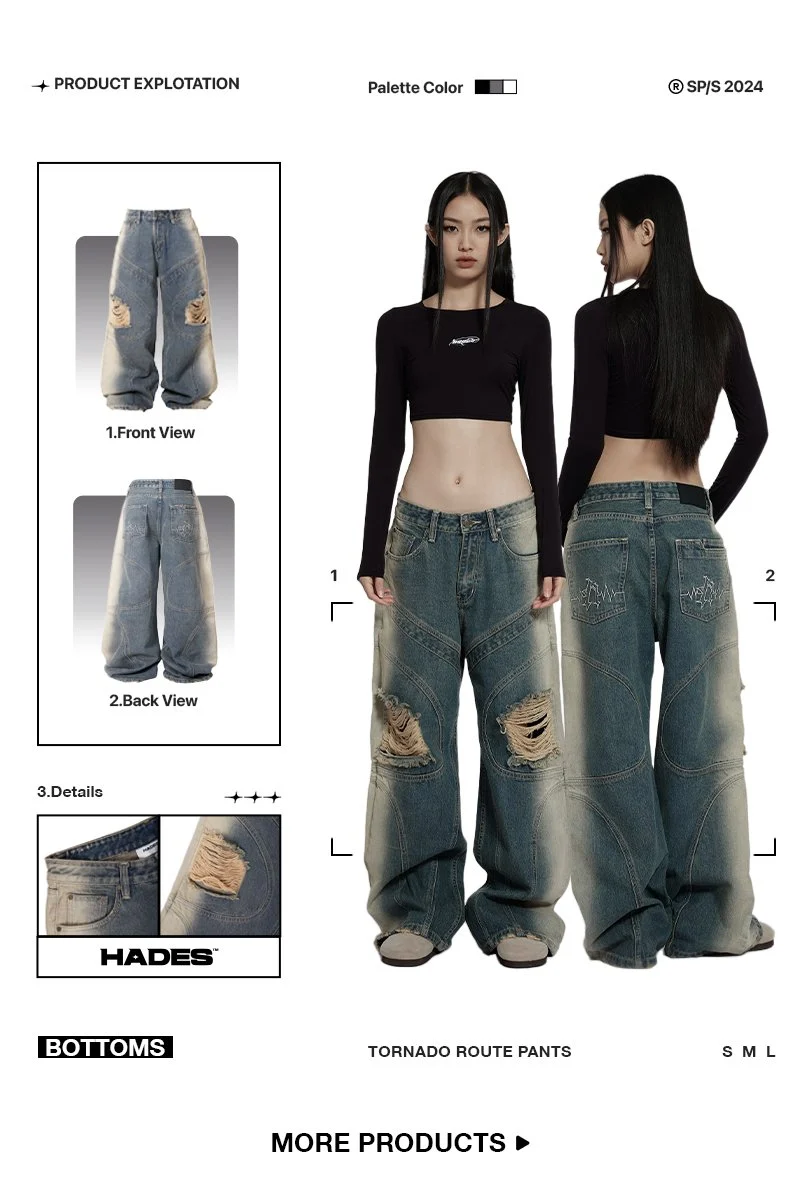 PRODUCT EXPLOTATION
Palette Color
® SP/S 2024
1.Front View
2.Back View
1
2
3.Details
HADES
HADES™
BOTTOMS
TORNADO ROUTE PANTS
S M L
MORE PRODUCTS